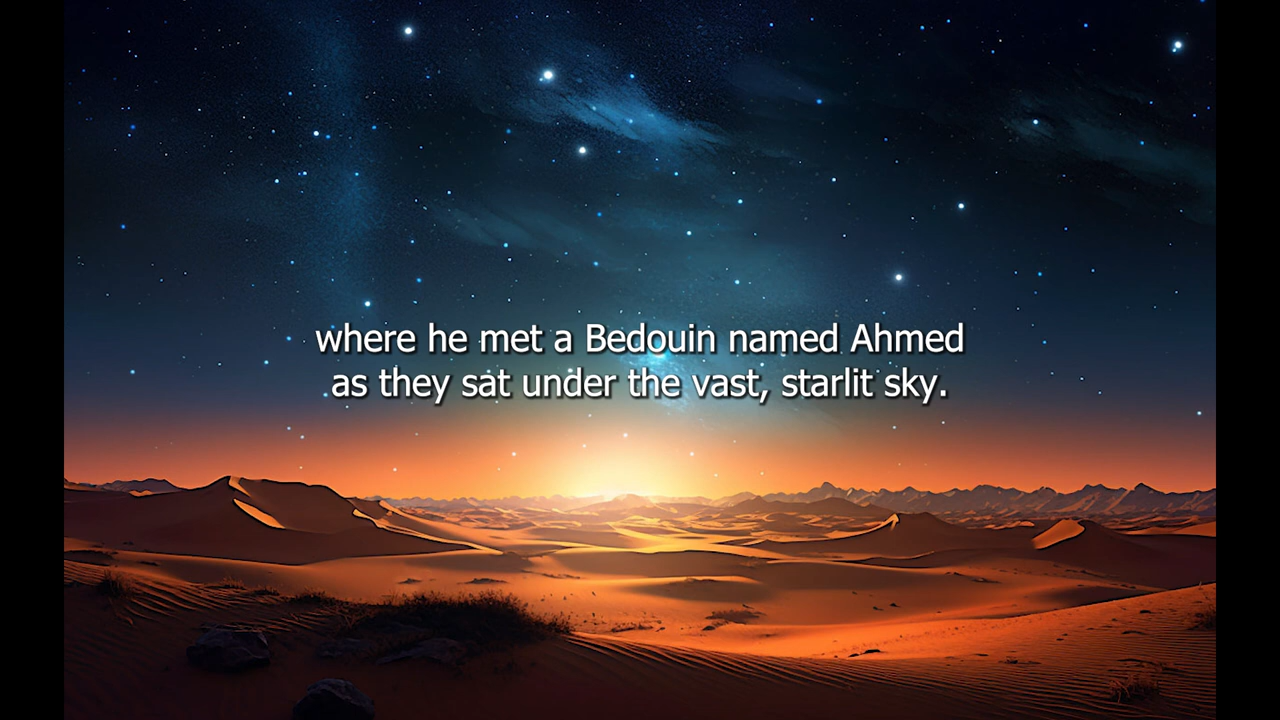 where he met a Bedouin named Ahmed
as they sat under the vast, starlit sky.